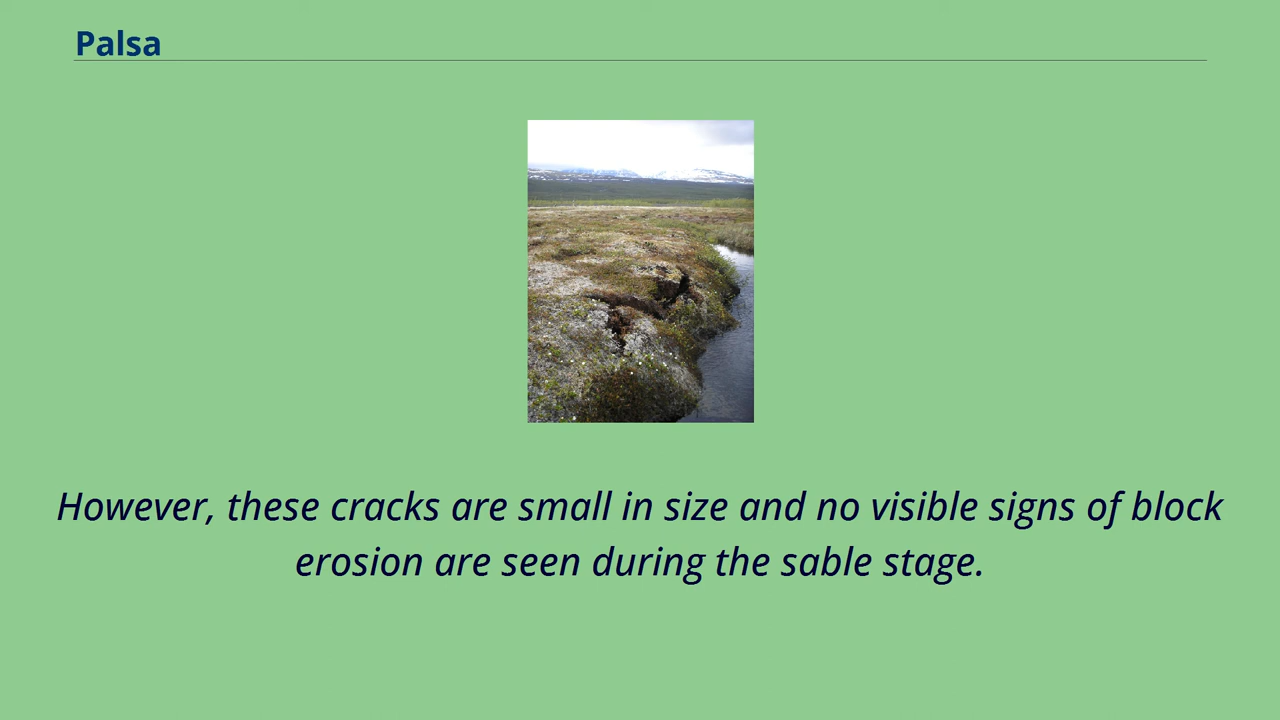 Palsa
However, these cracks are small in size and no visible signs of block
erosion are seen during the sable stage.